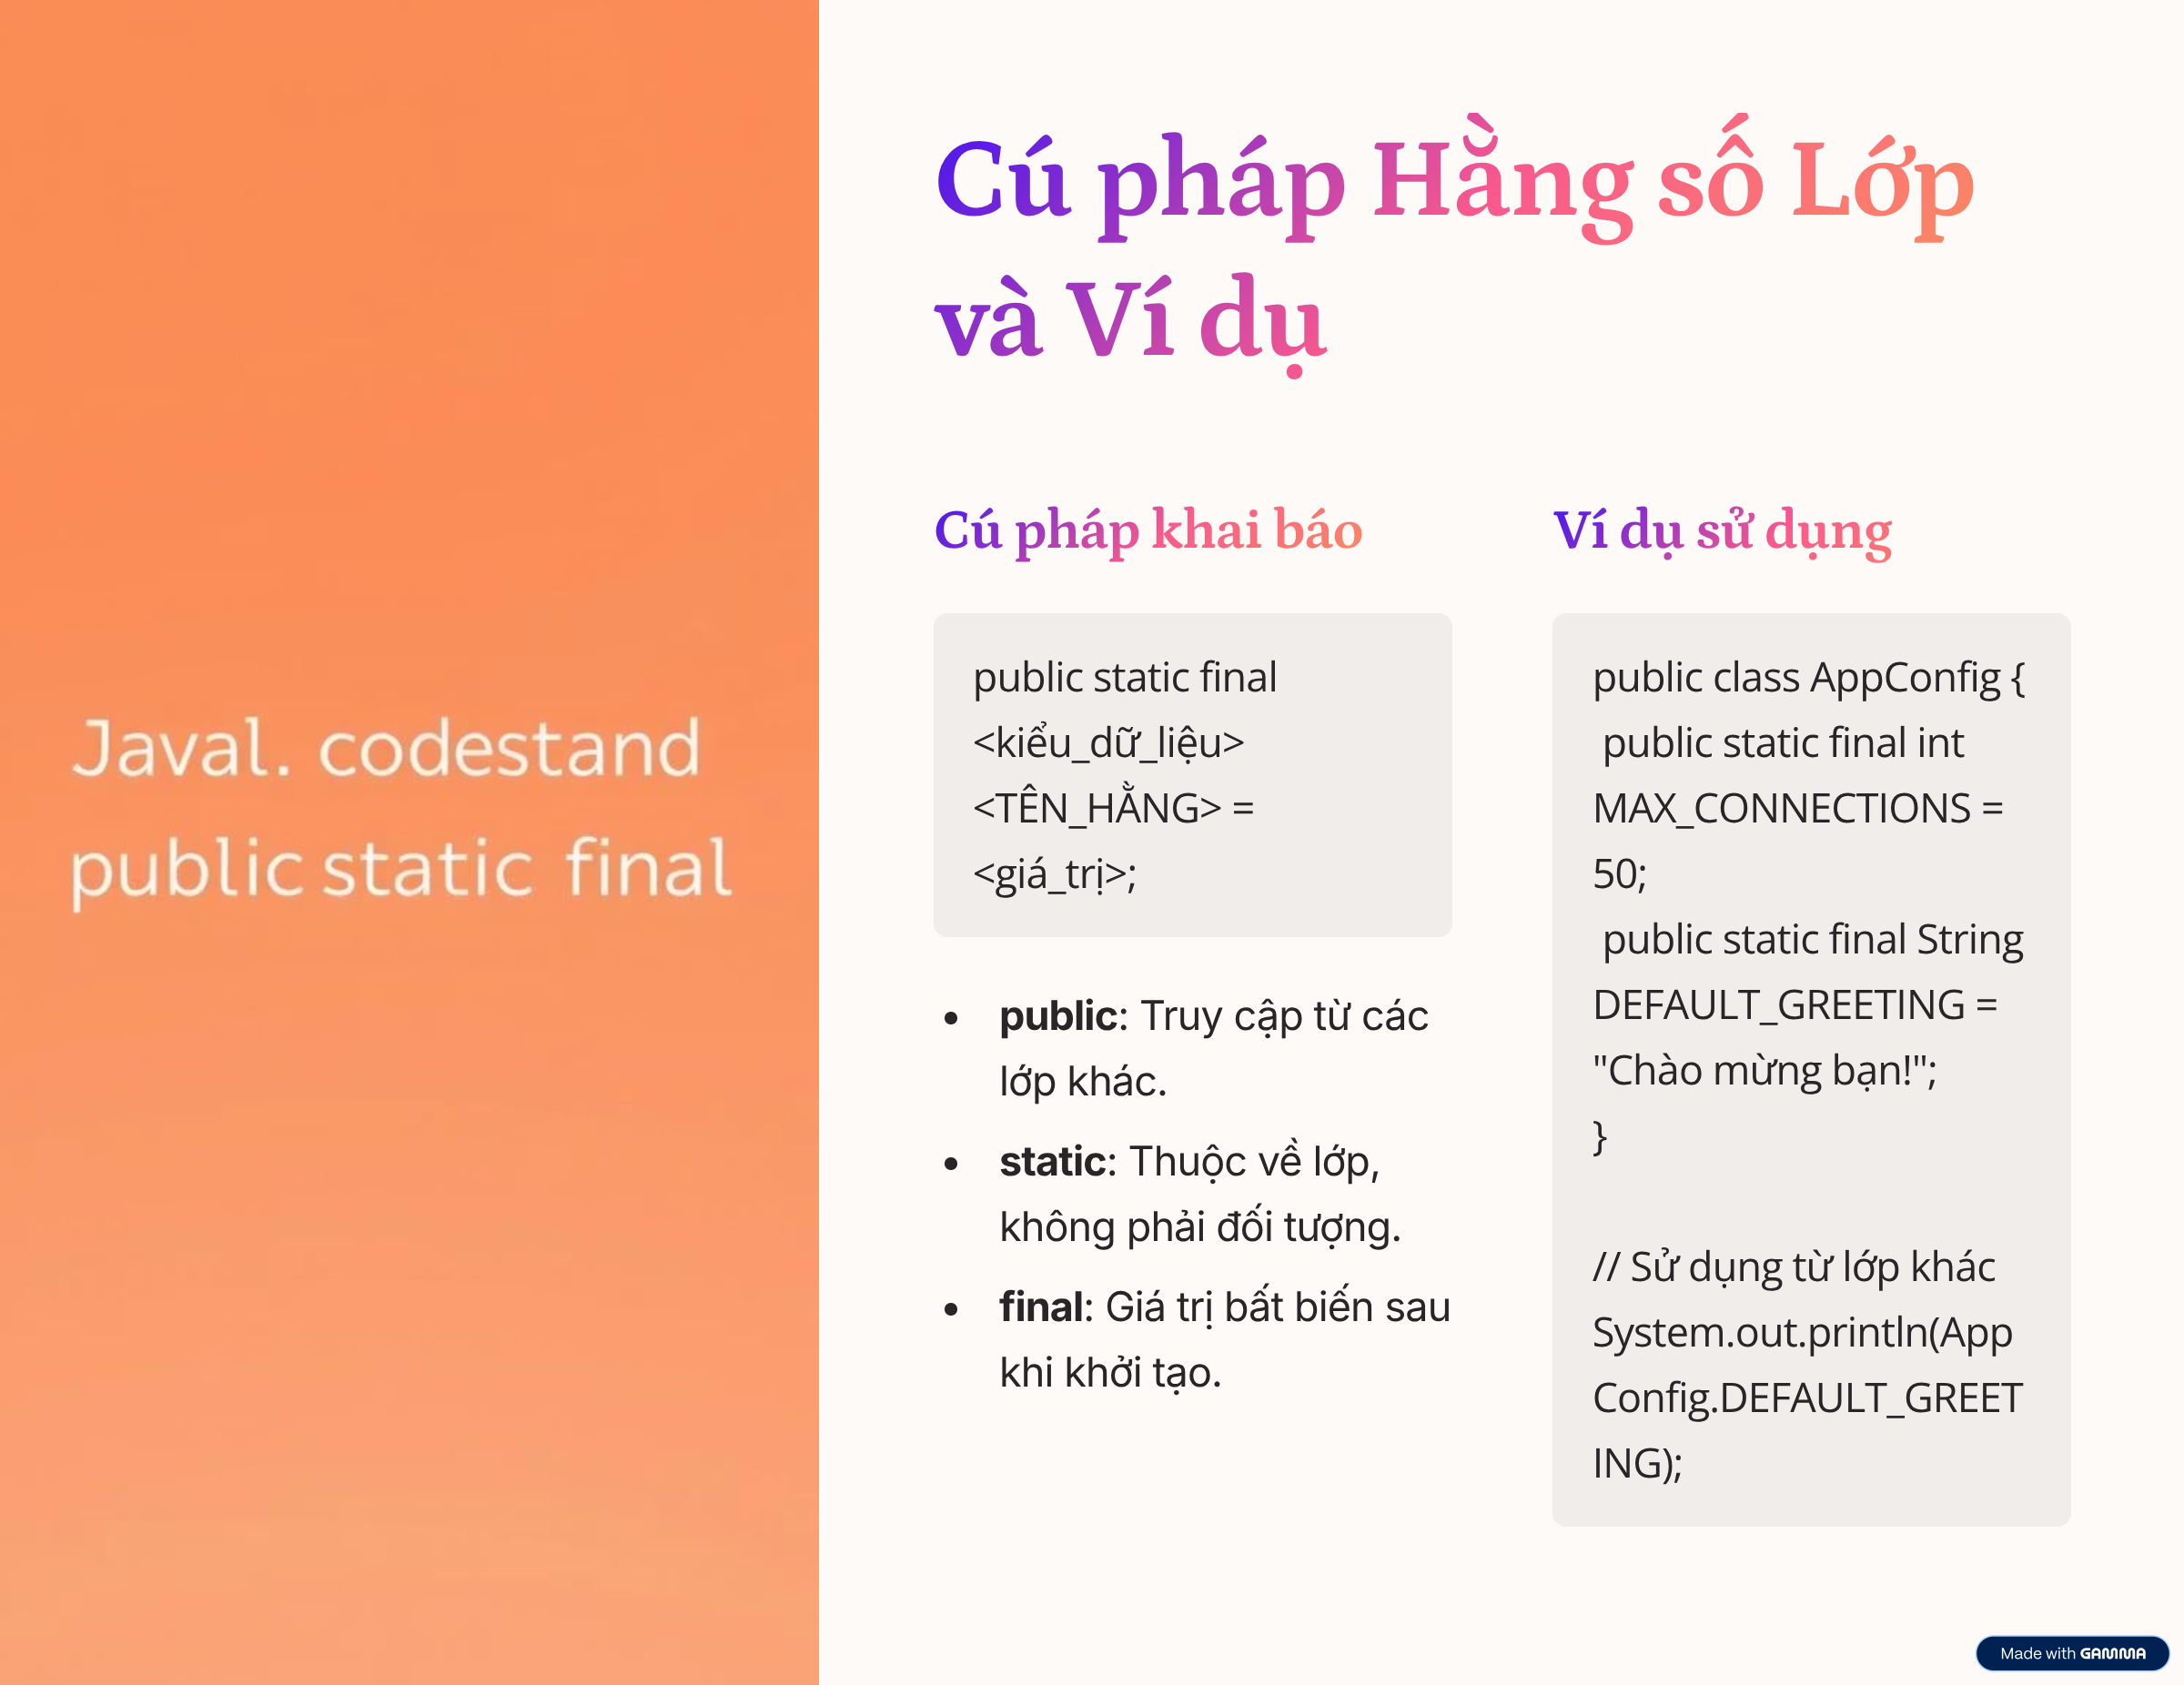 Javal. codestand
public static final
Cú pháp Hằng số Lớp
và Ví dụ
Cú pháp khai báo
public static final
<kiểu_dữ_liệu>
<TÊN_HẰNG> =
<giá_trị>;
• public: Truy cập từ các
lớp khác.
• static: Thuộc về lớp,
không phải đối tượng.
• final: Giá trị bất biến sau
khi khởi tạo.
Ví dụ sử dụng
public class AppConfig {
 public static final int
MAX_CONNECTIONS =
50;
 public static final String
DEFAULT_GREETING =
"Chào mừng bạn!";
}
// Sử dụng từ lớp khác
System.out.println(App
Config.DEFAULT_GREET
ING);
Made with GAMMA